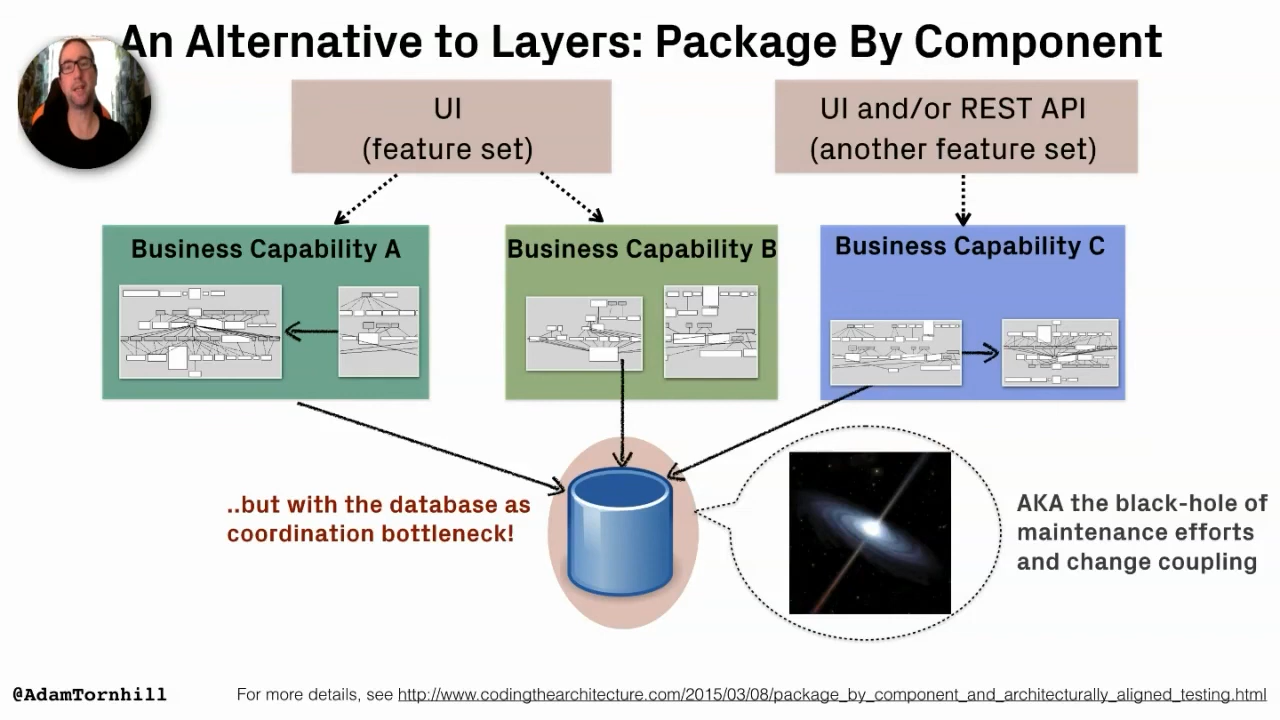 An Alternative to Layers: Package By Component
UI
(feature set)
UI and/or REST API
(another feature set)
Business Capability A
Business Capability B
Business Capability C
..but with the database as
coordination bottleneck!
AKA the black-hole of
maintenance efforts
and change coupling
@AdamTornhill
For more details, see http://www.codingthearchitecture.com/2015/03/08/package_by_component_and_architecturally_aligned_testing.html